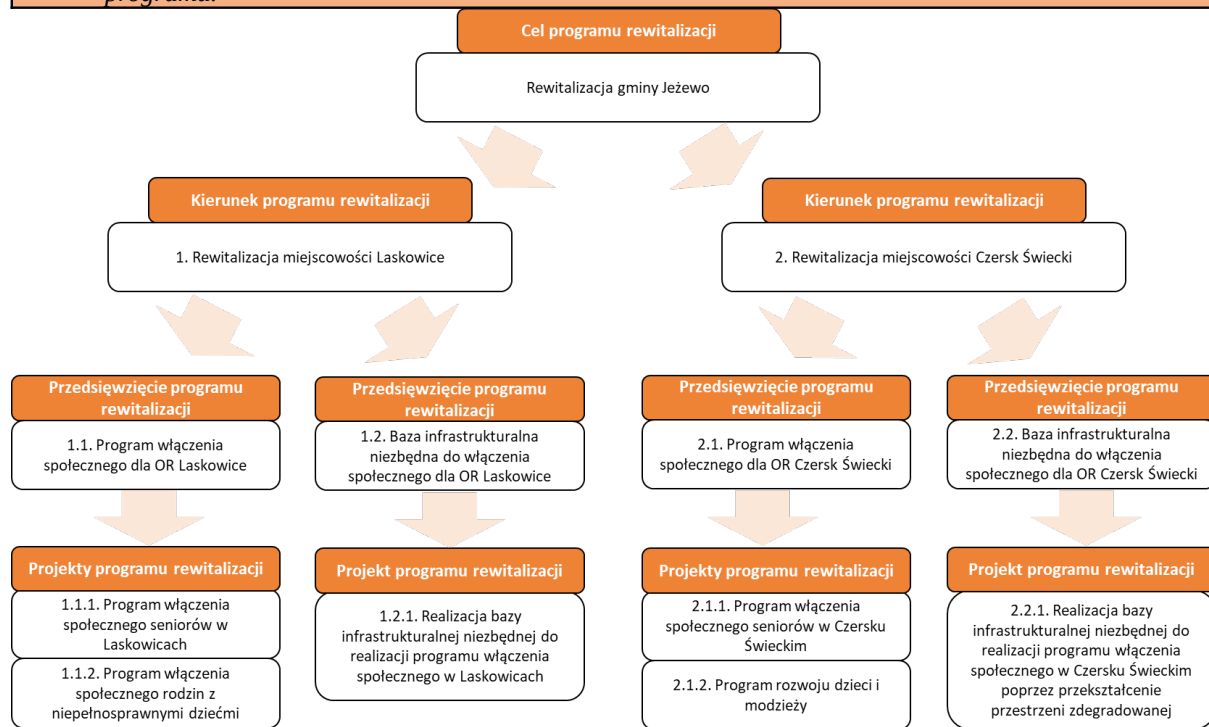 programu.
Cel programu rewitalizacji
Rewitalizacja gminy Jeżewo
Kierunek programu rewitalizacji
1. Rewitalizacja miejscowości Laskowice
Kierunek programu rewitalizacji
2. Rewitalizacja miejscowości Czersk Świecki
Przedsięwzięcie programu
rewitalizacji
1.1. Program włączenia
społecznego dla OR Laskowice
Przedsięwzięcie programu
rewitalizacji
1.2. Baza infrastrukturalna
niezbędna do włączenia
społecznego dla OR Laskowice
Przedsięwzięcie programu
rewitalizacji
2.1. Program włączenia
społecznego dla OR Czersk Świecki
Przedsięwzięcie programu
rewitalizacji
2.2. Baza infrastrukturalna
niezbędna do włączenia
społecznego dla OR Czersk Świecki
Projekty programu rewitalizacji
1.1.1. Program włączenia
społecznego seniorów w
Laskowicach
1.1.2. Program włączenia
społecznego rodzin z
niepełnosprawnymi dziećmi
Projekt programu rewitalizacji
1.2.1. Realizacja bazy
infrastrukturalnej niezbędnej do
realizacji programu włączenia
społecznego w Laskowicach
Projekty programu rewitalizacji
2.1.1. Program włączenia
społecznego seniorów w Czersku
Świeckim
2.1.2. Program rozwoju dzieci i
modzieży
Projekt programu rewitalizacji
2.2.1. Realizacja bazy
infrastrukturalnej niezbędnej do
realizacji programu włączenia
społecznego w Czersku Świeckim
poprzez przekształcenie
przestrzeni zdegradowanej